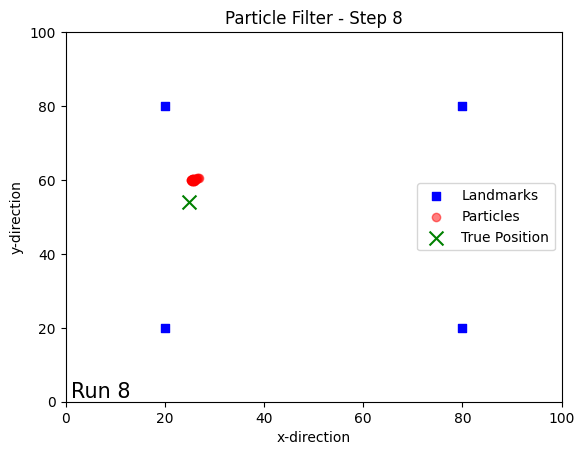 Particle Filter - Step 8
100
80
60
40
20
0
y-direction
Landmarks
Particles
True Position
Run 8
0 20 40 60 80 100
x-direction